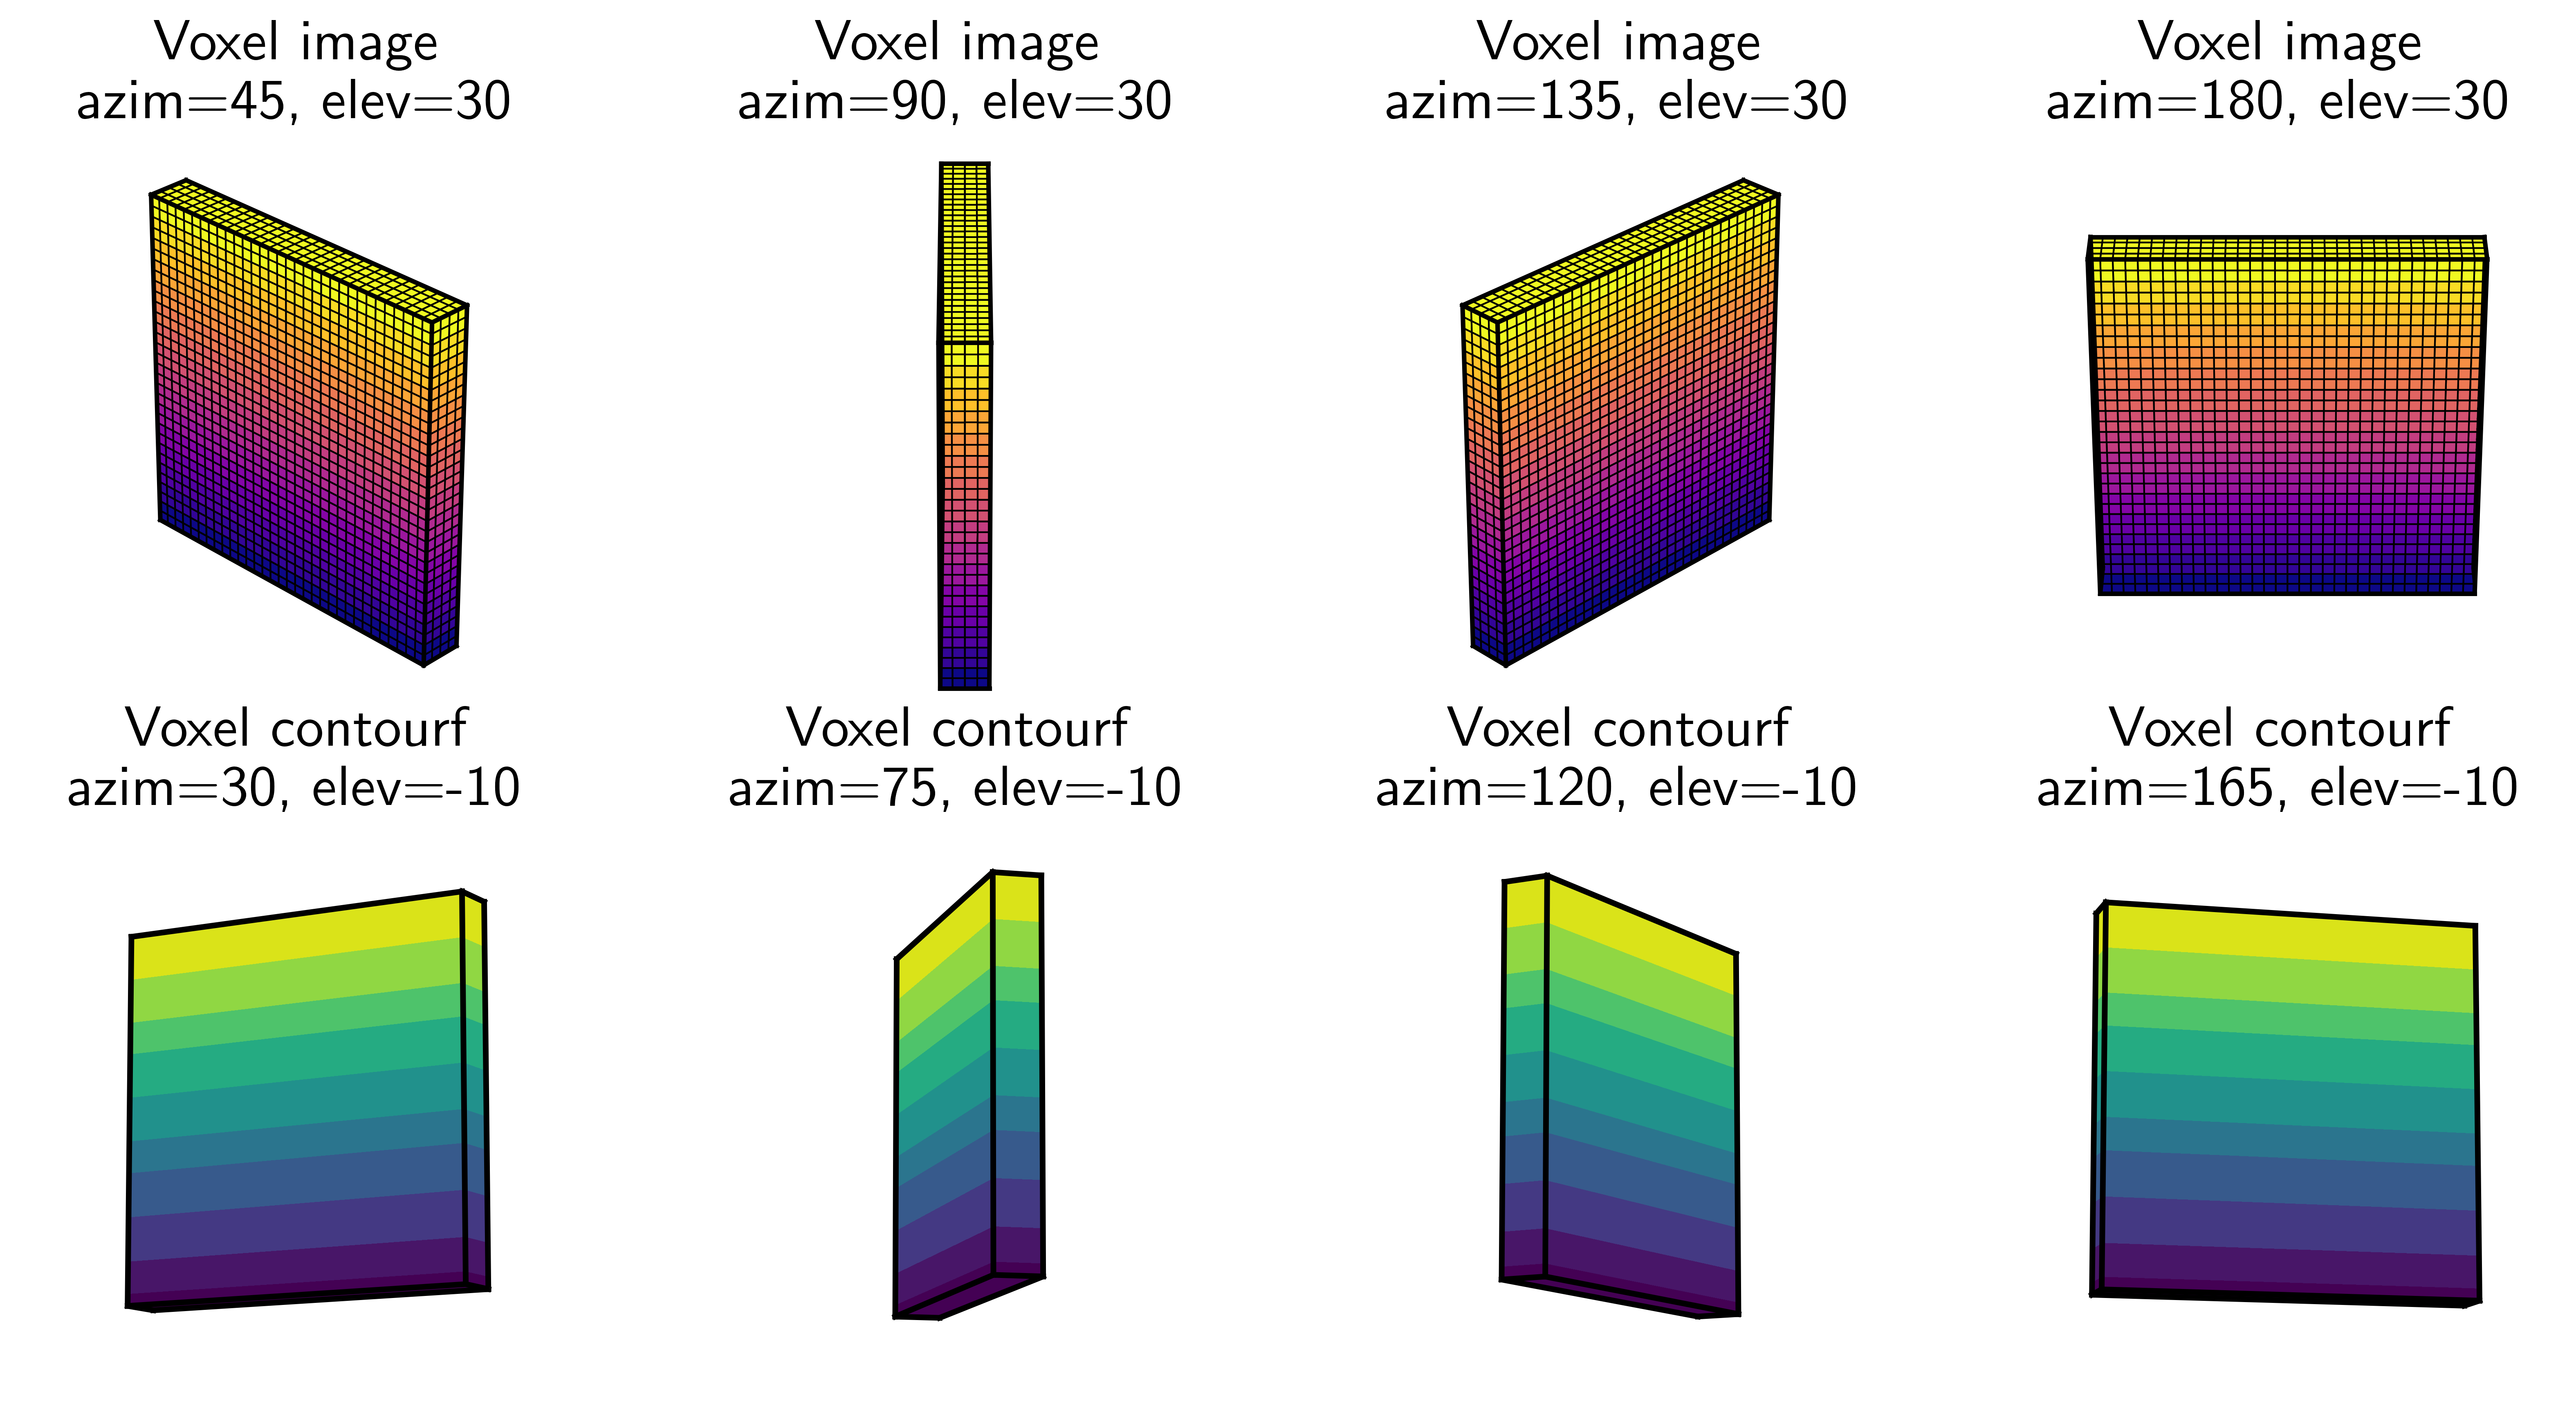 Voxel image
azim=45, elev=30
Voxel image
azim=90, elev=30
Voxel image
azim=135, elev=30
Voxel image
azim=180, elev=30
Voxel contourf
azim=30, elev=-10
Voxel contourf
azim=75, elev=-10
Voxel contourf
azim=120, elev=-10
Voxel contourf
azim=165, elev=-10